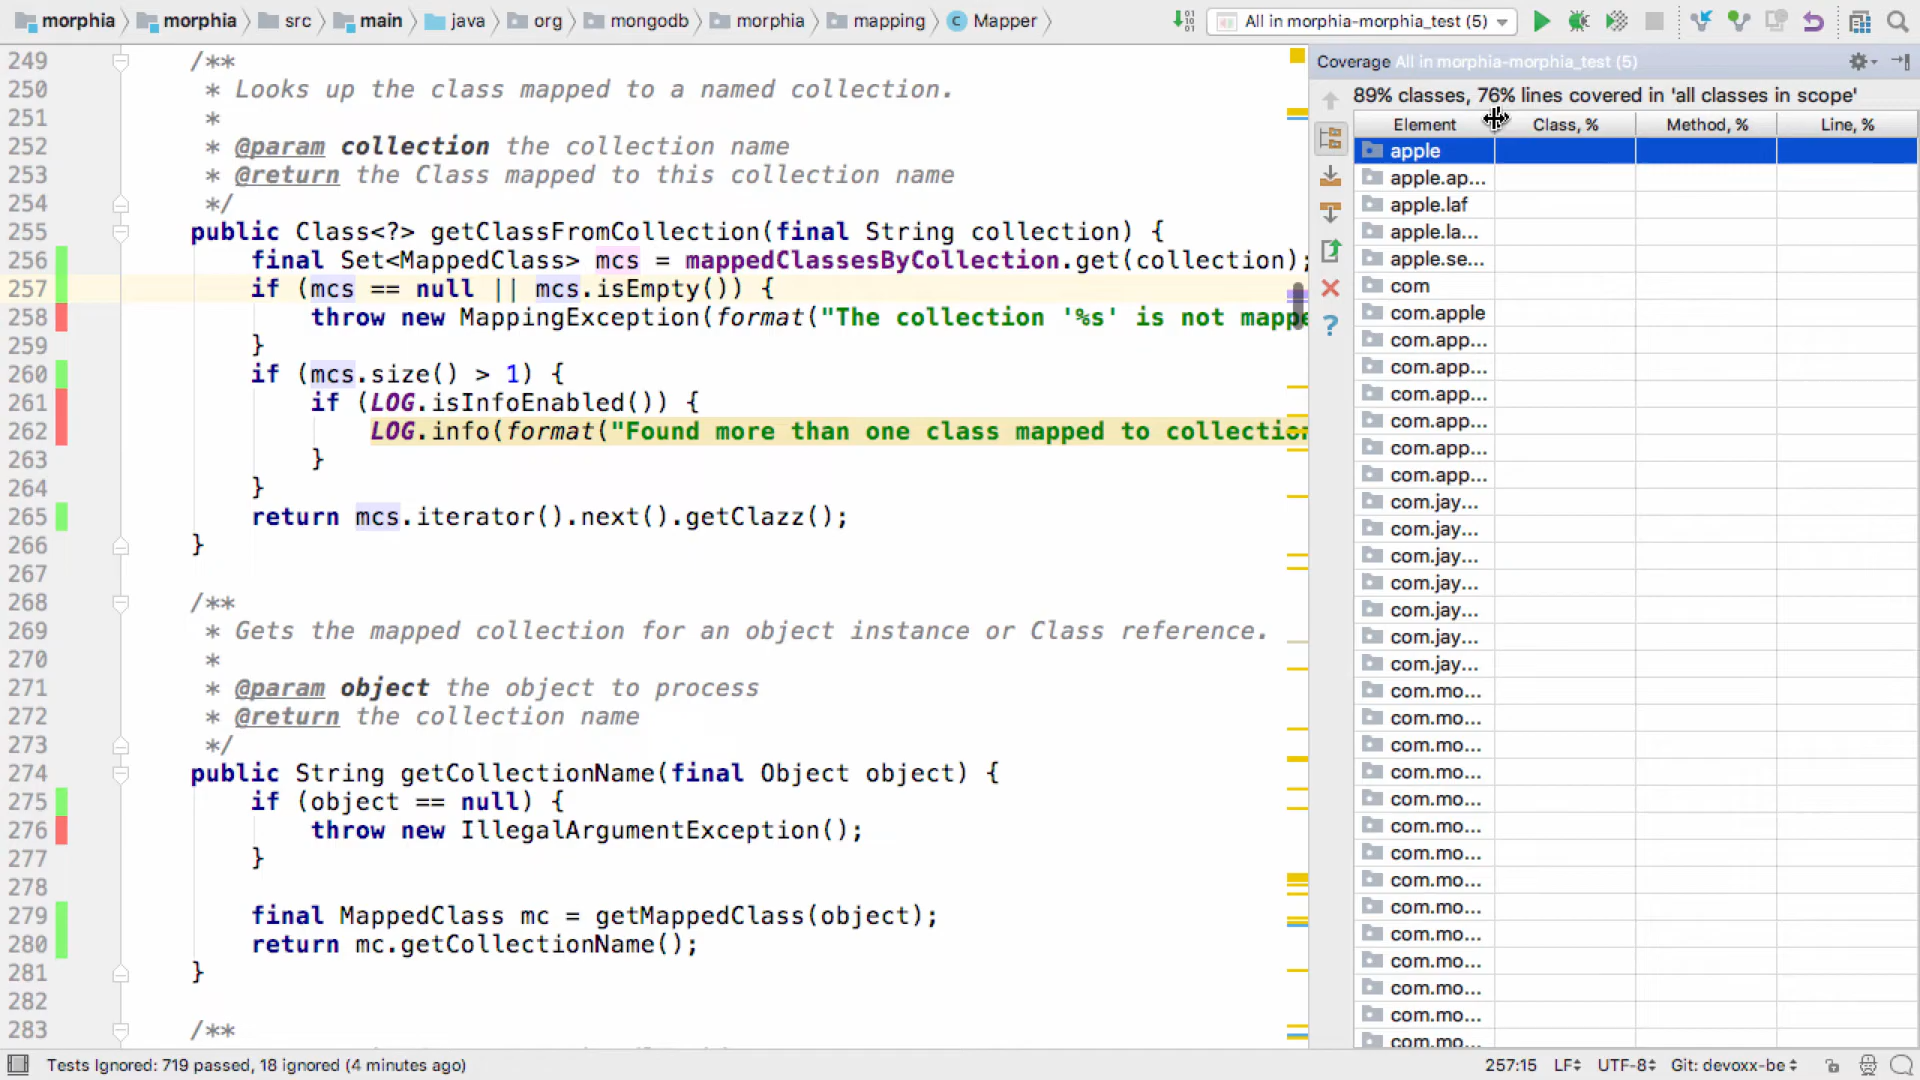 morphia morphia src main java org mongodb morphia mapping C Mapper All in morphia-morphia_test (5)
249 /**
250 * Looks up the class mapped to a named collection.
251 *
252 * @param collection the collection name
253 * @return the Class mapped to this collection name
254 */
255 public Class<?> getClassFromCollection(final String collection) {
256 final Set<MappedClass> mcs = mappedClassesByCollection.get(collection);
257 if (mcs == null || mcs.isEmpty()) {
258 throw new MappingException(format("The collection '%s' is not mappe
259 }
260 if (mcs.size() > 1) {
261 if (LOG.isInfoEnabled()) {
262 LOG.info(format("Found more than one class mapped to collection
263 }
264 }
265 return mcs.iterator().next().getClazz();
266 }
267
268 /**
269 * Gets the mapped collection for an object instance or Class reference.
270 *
271 * @param object the object to process
272 * @return the collection name
273 */
274 public String getCollectionName(final Object object) {
275 if (object == null) {
276 throw new IllegalArgumentException();
277 }
278
279 final MappedClass mc = getMappedClass(object);
280 return mc.getCollectionName();
281 }
282
283 /**
Coverage All in morphia-morphia_test (5)
89% classes, 76% lines covered in 'all classes in scope'
Element Class, % Method, % Line, %
apple
apple.ap...
apple.laf
apple.la...
apple.se...
com
com.apple
com.app...
com.app...
com.app...
com.app...
com.app...
com.app...
com.jay...
com.jay...
com.jay...
com.jay...
com.jay...
com.jay...
com.jay...
com.mo...
com.mo...
com.mo...
com.mo...
com.mo...
com.mo...
com.mo...
com.mo...
com.mo...
com.mo...
com.mo...
com.mo...
com.mo...
com.mo...
Tests Ignored: 719 passed, 18 ignored (4 minutes ago) 257:15 LF UTF-8 Git: devoxx-be